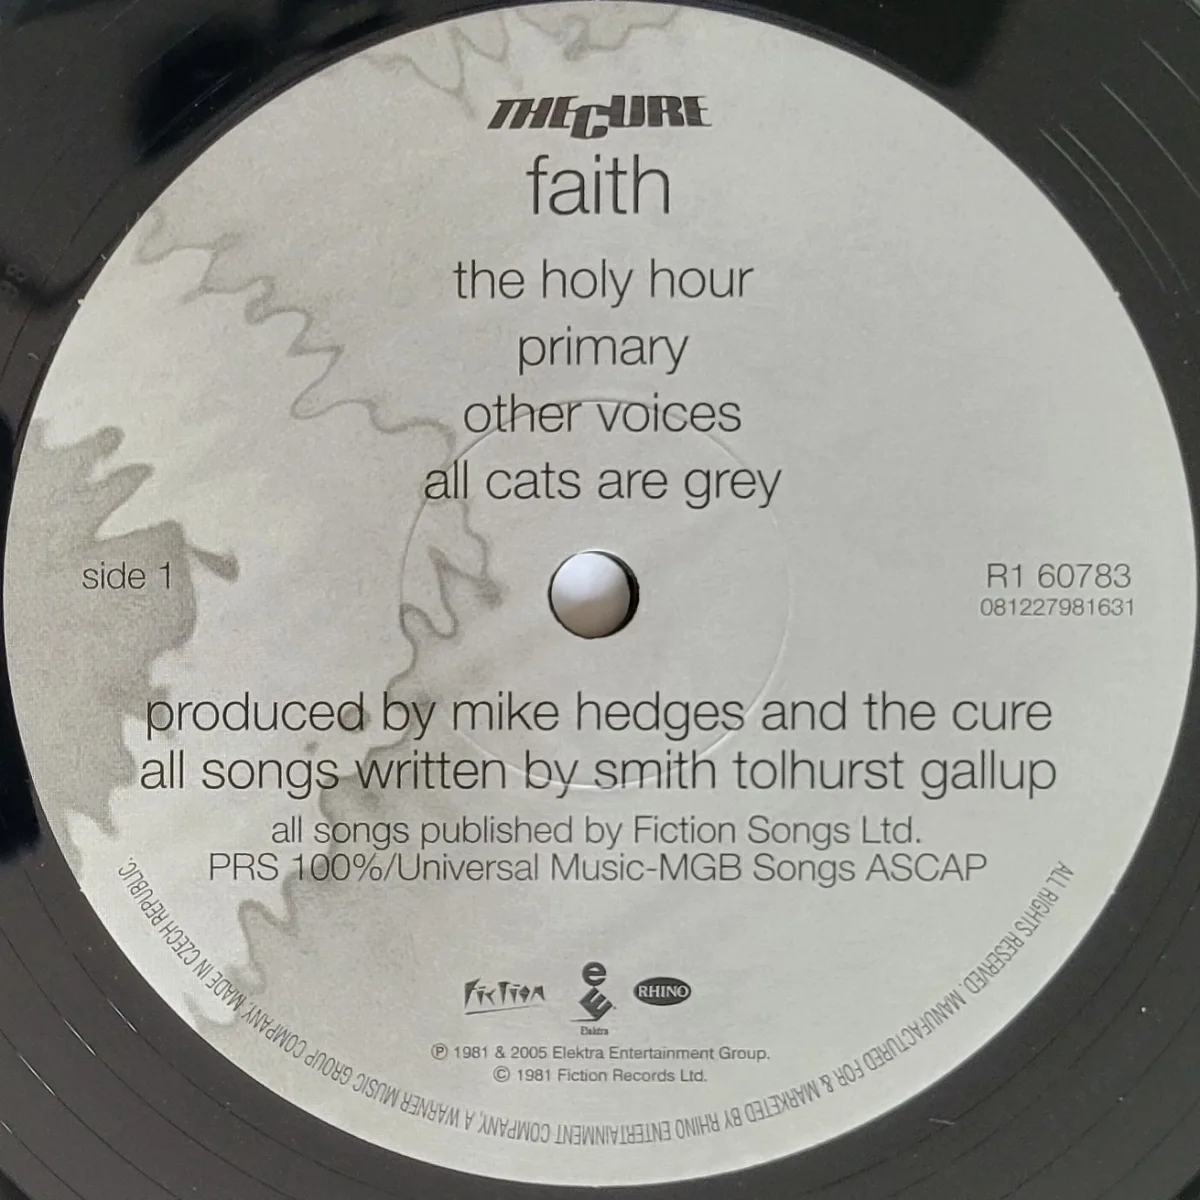 THE CURE
faith
the holy hour
primary
other voices
all cats are grey
side 1
R1 60783
081227981631
produced by mike hedges and the cure
all songs written by smith tolhurst gallup
all songs published by Fiction Songs Ltd.
PRS 100%/Universal Music-MGB Songs ASCAP
Fiction
e
Elektra
RHINO
℗ 1981 & 2005 Elektra Entertainment Group.
© 1981 Fiction Records Ltd.
ALL RIGHTS RESERVED. MANUFACTURED FOR & MARKETED BY RHINO ENTERTAINMENT COMPANY, A WARNER MUSIC GROUP COMPANY, MADE IN CZECH REPUBLIC.